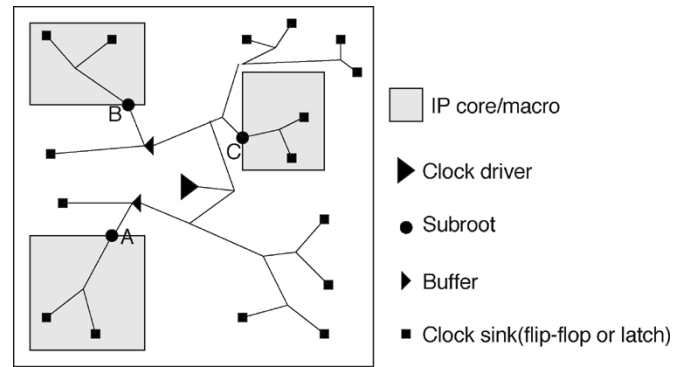 B
C
A
IP core/macro
Clock driver
Subroot
Buffer
Clock sink(flip-flop or latch)